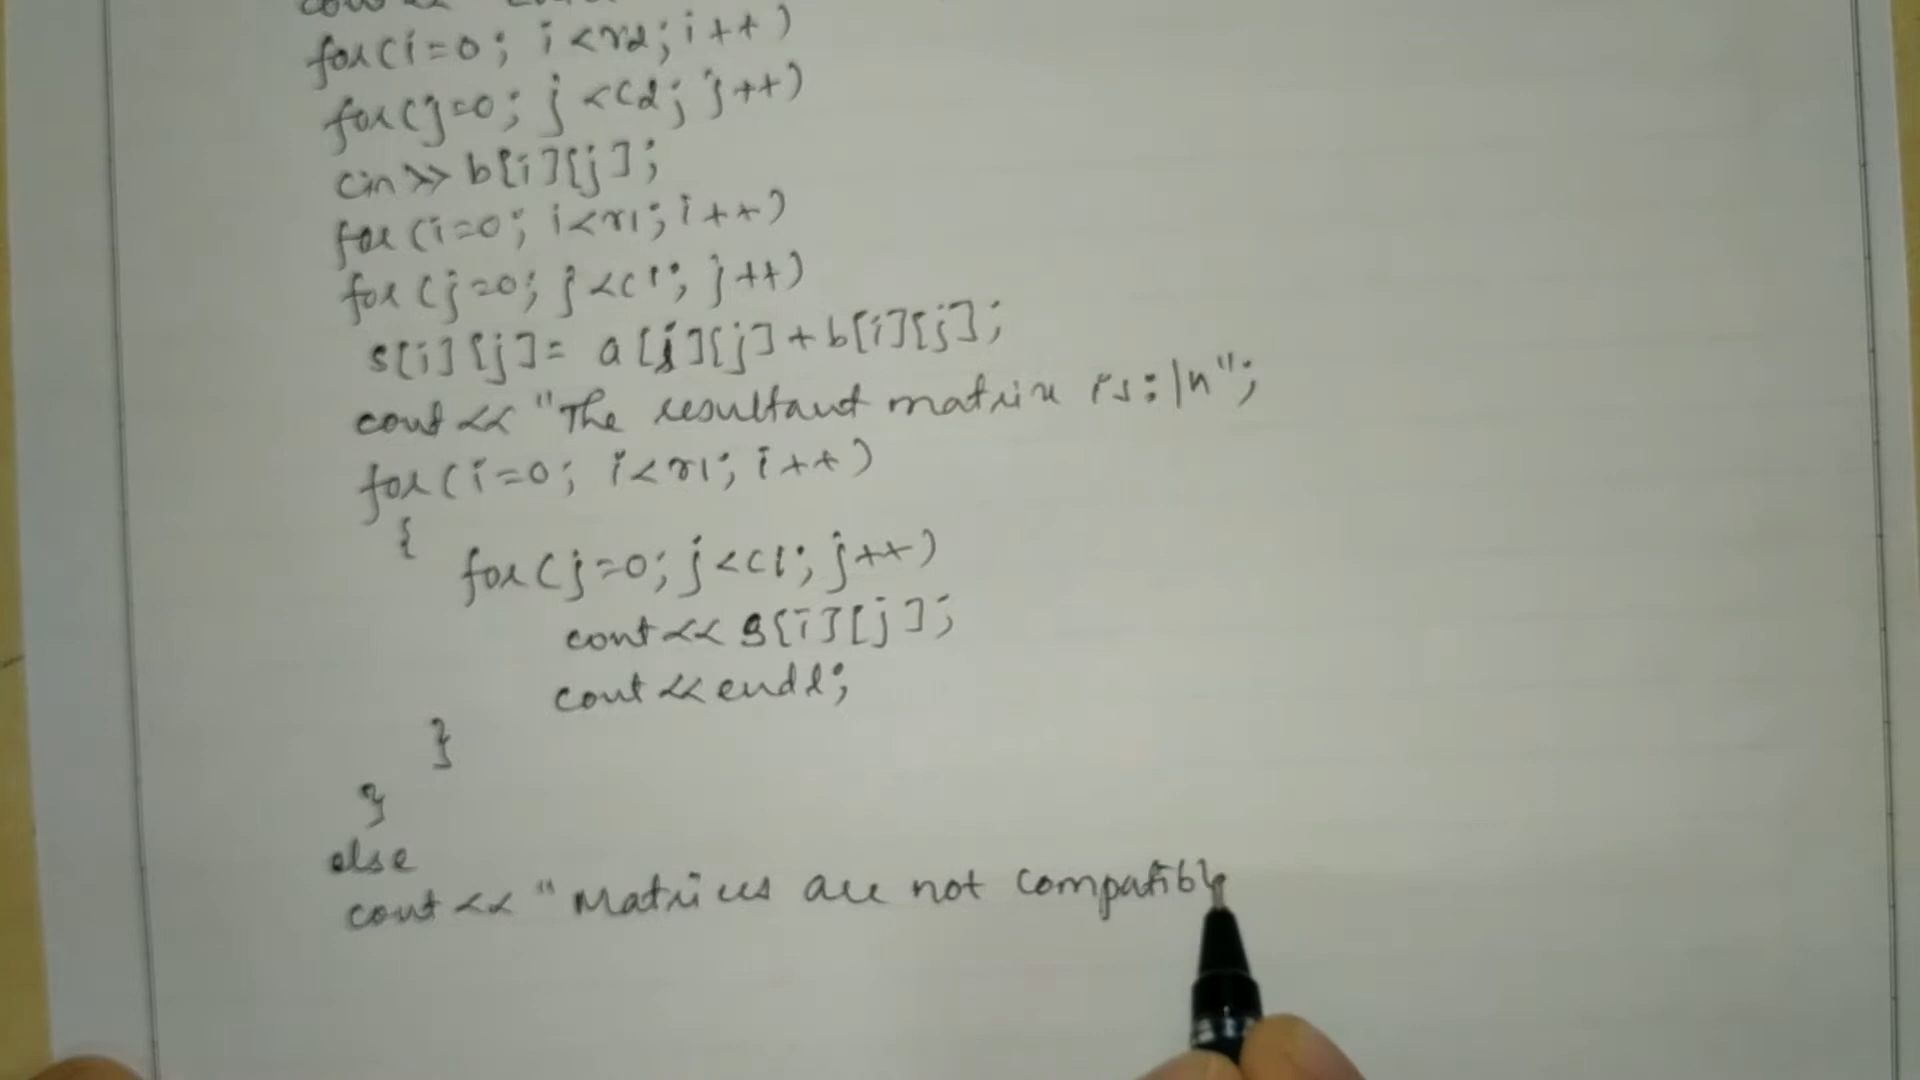 for(i=0; i<r2; i++)
for(j=0; j<c2; j++)
cin>>b[i][j];
for(i=0; i<r1; i++)
for(j=0; j<c1; j++)
s[i][j]= a[i][j]+b[i][j];
cout<<"The resultant matrix is:\n";
for(i=0; i<r1; i++)
{
for(j=0; j<c1; j++)
cout<<s[i][j];
cout<<endl;
}
}
else
cout<<"Matrices are not compatibl